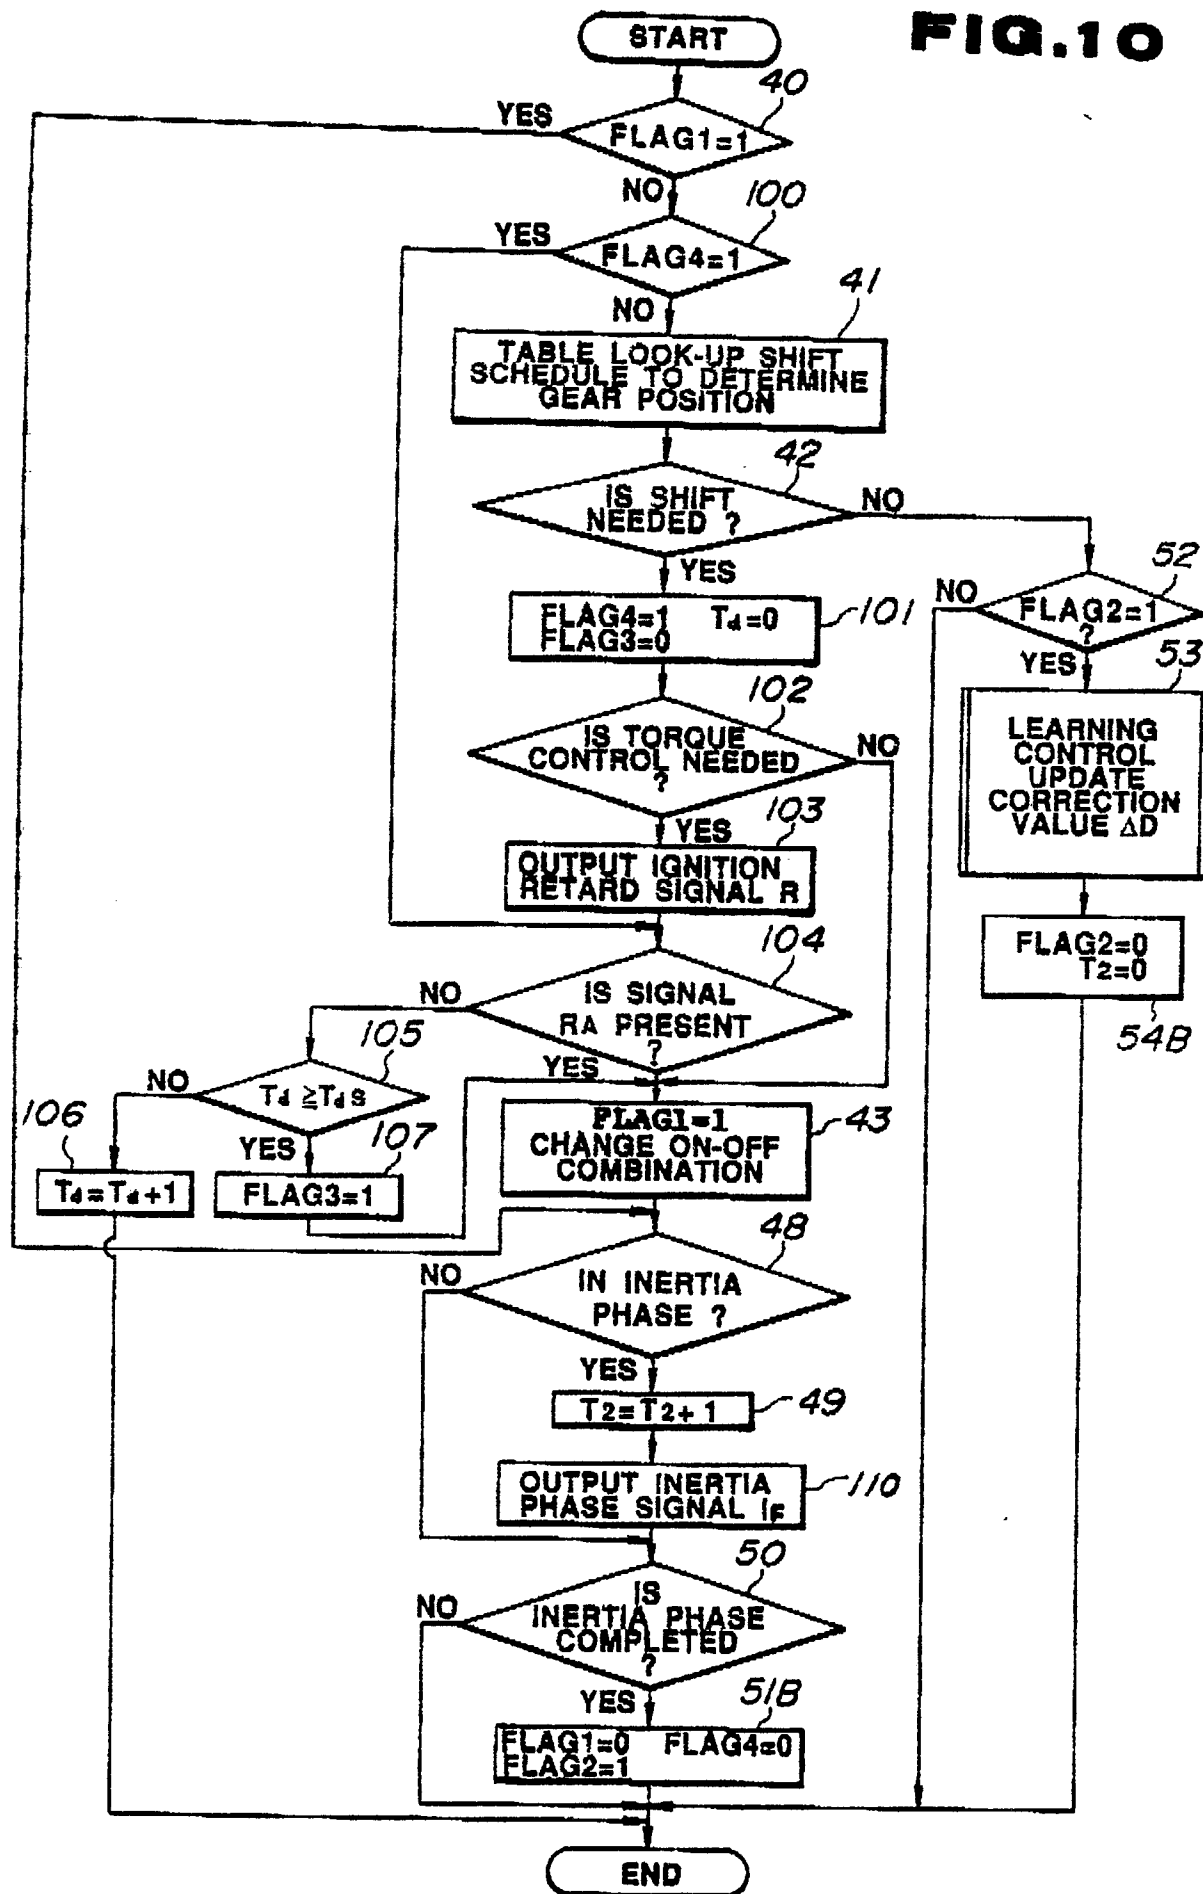 FIG.10
START
40
YES
FLAG1=1
NO
100
YES
FLAG4=1
NO
41
TABLE LOOK-UP SHIFT
SCHEDULE TO DETERMINE
GEAR POSITION
42
IS SHIFT
NEEDED ?
NO
YES
52
NO
FLAG2=1
?
YES
FLAG4=1 Td=0
FLAG3=0
101
53
LEARNING
CONTROL
UPDATE
CORRECTION
VALUE ΔD
102
IS TORQUE
CONTROL NEEDED
?
NO
YES
103
OUTPUT IGNITION
RETARD SIGNAL R
FLAG2=0
T2=0
54B
104
NO
IS SIGNAL
RA PRESENT
?
YES
105
NO
Td ≧ Tds
YES
106
Td=Td+1
107
FLAG3=1
FLAG1=1
CHANGE ON-OFF
COMBINATION
43
48
NO
IN INERTIA
PHASE ?
YES
T2=T2+1
49
OUTPUT INERTIA
PHASE SIGNAL IF
110
50
NO
IS
INERTIA PHASE
COMPLETED
?
YES
51B
FLAG1=0 FLAG4=0
FLAG2=1
END